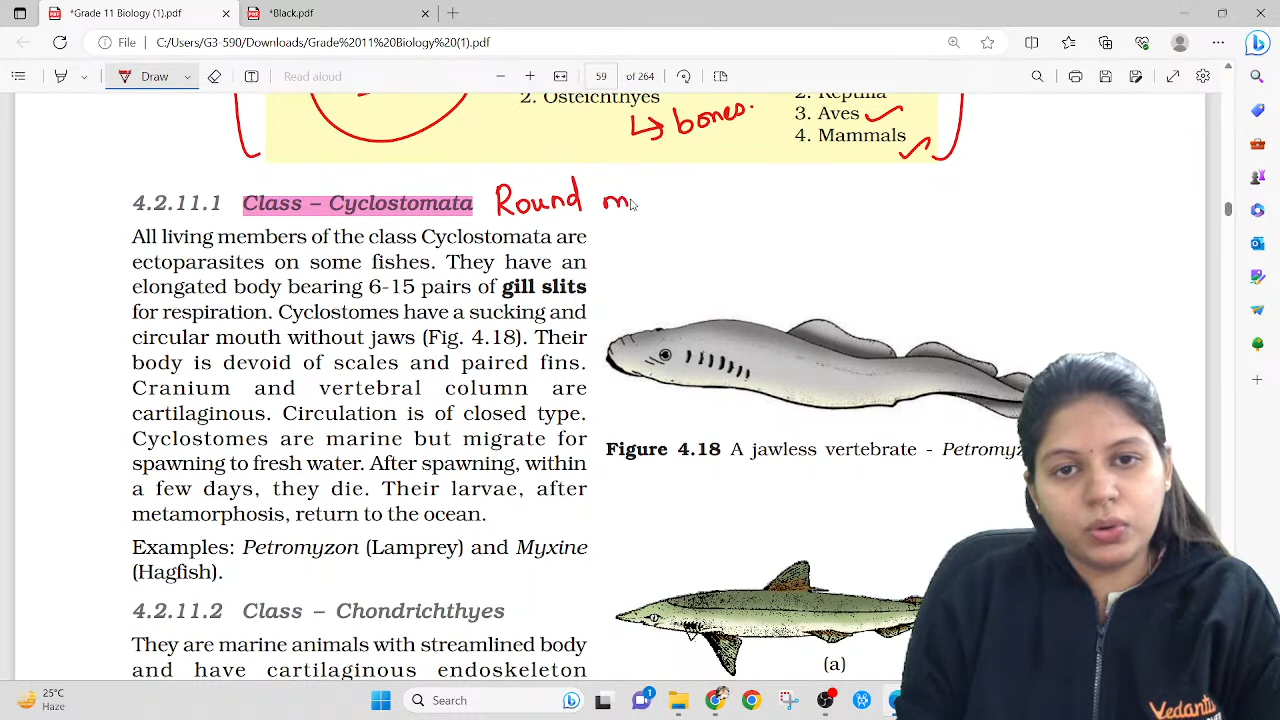 *Grade 11 Biology (1).pdf
*Black.pdf
File C:/Users/G3-590/Downloads/Grade%2011%20Biology%20(1).pdf
Draw
Read aloud
59 of 264
2. Osteichthyes
↳ bones.
2. Reptilia
3. Aves
4. Mammals
4.2.11.1 Class – Cyclostomata Round m
All living members of the class Cyclostomata are
ectoparasites on some fishes. They have an
elongated body bearing 6-15 pairs of gill slits
for respiration. Cyclostomes have a sucking and
circular mouth without jaws (Fig. 4.18). Their
body is devoid of scales and paired fins.
Cranium and vertebral column are
cartilaginous. Circulation is of closed type.
Cyclostomes are marine but migrate for
spawning to fresh water. After spawning, within
a few days, they die. Their larvae, after
metamorphosis, return to the ocean.
Examples: Petromyzon (Lamprey) and Myxine
(Hagfish).
Figure 4.18 A jawless vertebrate - Petromyz
4.2.11.2 Class – Chondrichthyes
They are marine animals with streamlined body
and have cartilaginous endoskeleton
(a)
Vedantu
25°C
Haze
Search
1